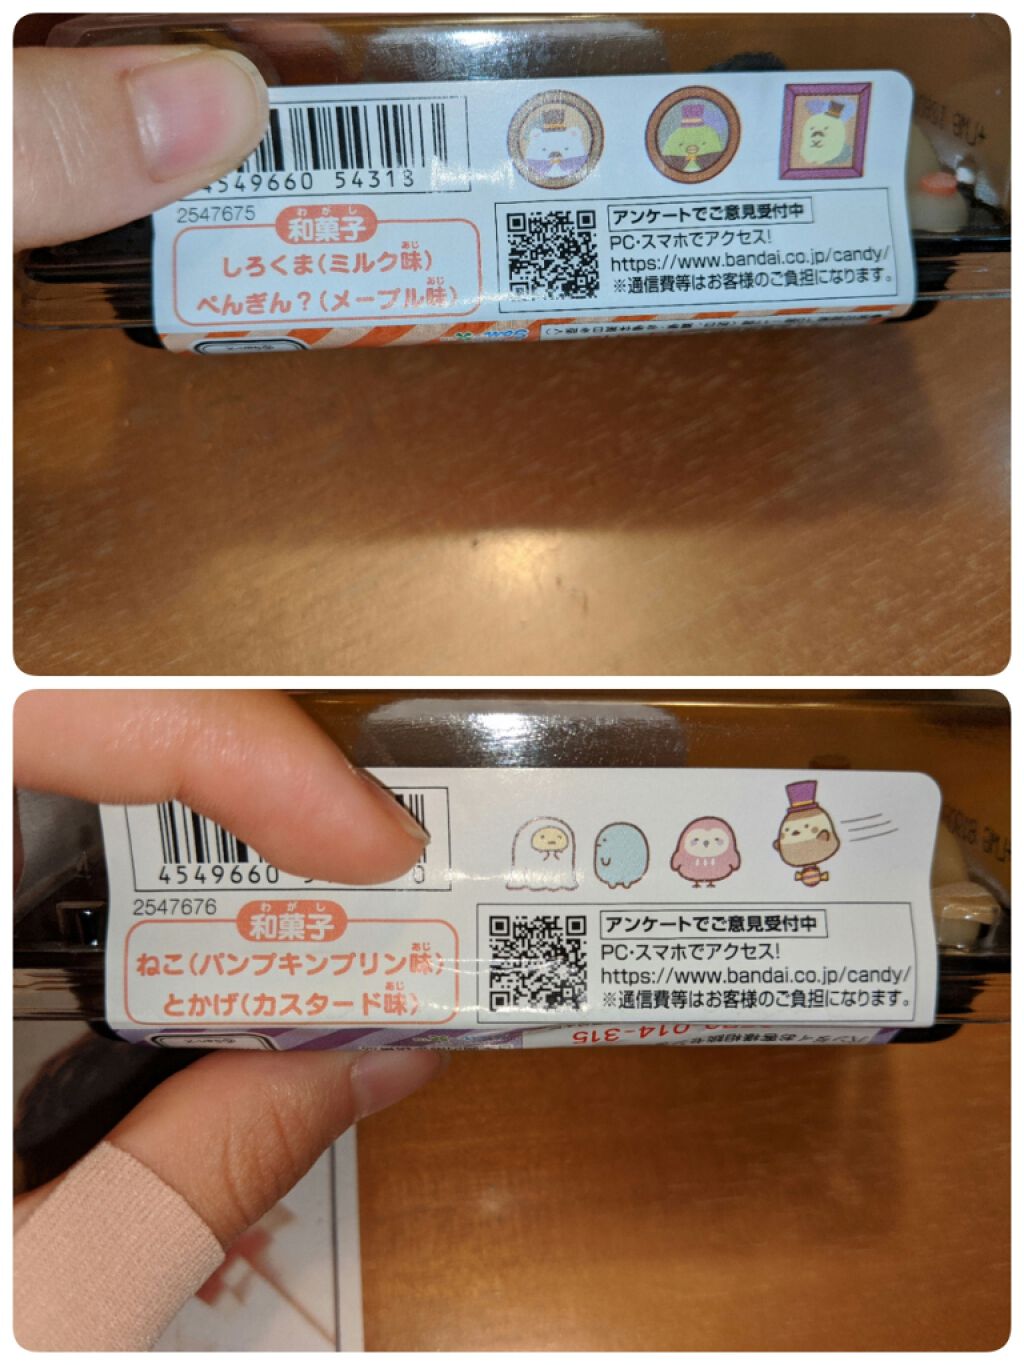 4549660 54313
2547675
わがし
和菓子
あじ
しろくま(ミルク味)
あじ
ぺんぎん?(メープル味)
アンケートでご意見受付中
PC・スマホでアクセス!
https://www.bandai.co.jp/candy/
※通信費等はお客様のご負担になります。
4549660
2547676
わがし
和菓子
あじ
ねこ(パンプキンプリン味)
とかげ(カスタード味)
アンケートでご意見受付中
PC・スマホでアクセス!
https://www.bandai.co.jp/candy/
※通信費等はお客様のご負担になります。
014-315